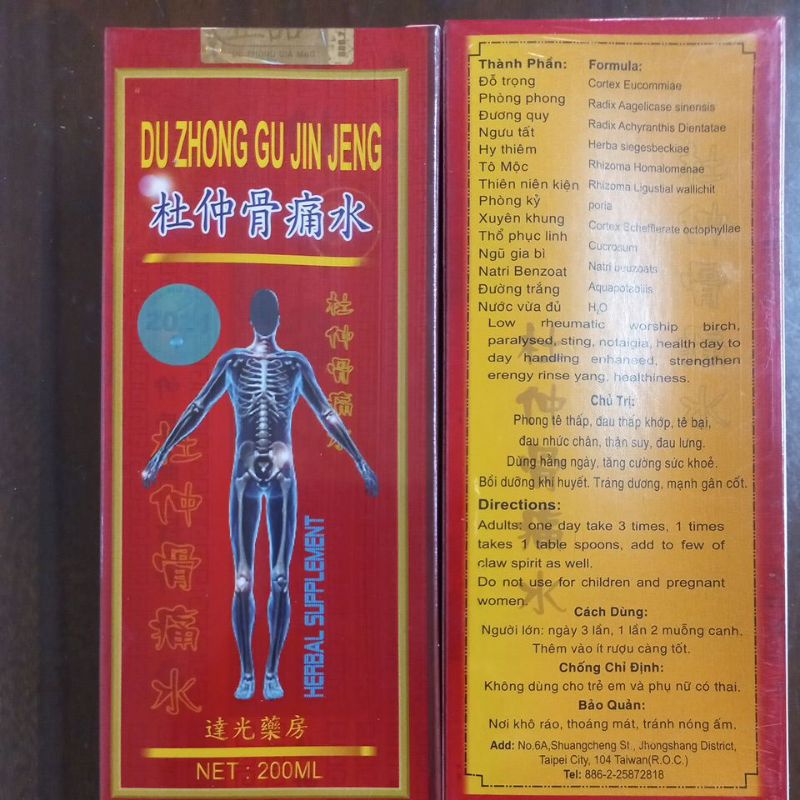 DU ZHONG GU JIN JENG
杜仲骨痛水
杜仲骨痛水
杜仲骨痛水
HERBAL SUPPLEMENT
達光藥房
NET : 200ML
Thành Phần:
Đỗ trọng
Phòng phong
Đương quy
Ngưu tất
Hy thiêm
Tô Mộc
Thiên niên kiện
Phòng kỷ
Xuyên khung
Thổ phục linh
Ngũ gia bì
Natri Benzoat
Đường trắng
Nước vừa đủ
Formula:
Cortex Eucommiae
Radix Aagelicase sinensis
Radix Achyranthis Dientatae
Herba siegesbeckiae
Rhizoma Homalomenae
Rhizoma Ligustial wallichit
poria
Cortex Schefflerate octophyllae
Cucrosum
Natri beuzoats
Aquapotabilis
H₂O
Low rheumatic worship birch,
paralysed, sting, notalgia, health day to
day handling enhaned, strengthen
erergy rinse yang, healthiness.
Chủ Trị:
Phong tê thấp, đau thấp khớp, tê bại,
đau nhức chân, thận suy, đau lưng.
Dùng hằng ngày, tăng cường sức khoẻ.
Bồi dưỡng khí huyết. Tráng dương, mạnh gân cốt.
Directions:
Adults: one day take 3 times, 1 times
takes 1 table spoons, add to few of
claw spirit as well.
Do not use for children and pregnant
women.
Cách Dùng:
Người lớn: ngày 3 lần, 1 lần 2 muỗng canh.
Thêm vào ít rượu càng tốt.
Chống Chỉ Định:
Không dùng cho trẻ em và phụ nữ có thai.
Bảo Quản:
Nơi khô ráo, thoáng mát, tránh nóng ẩm.
Add: No.6A,Shuangcheng St., Jhongshang District,
Taipei City, 104 Taiwan(R.O.C.)
Tel: 886-2-25872818
杜仲骨痛水